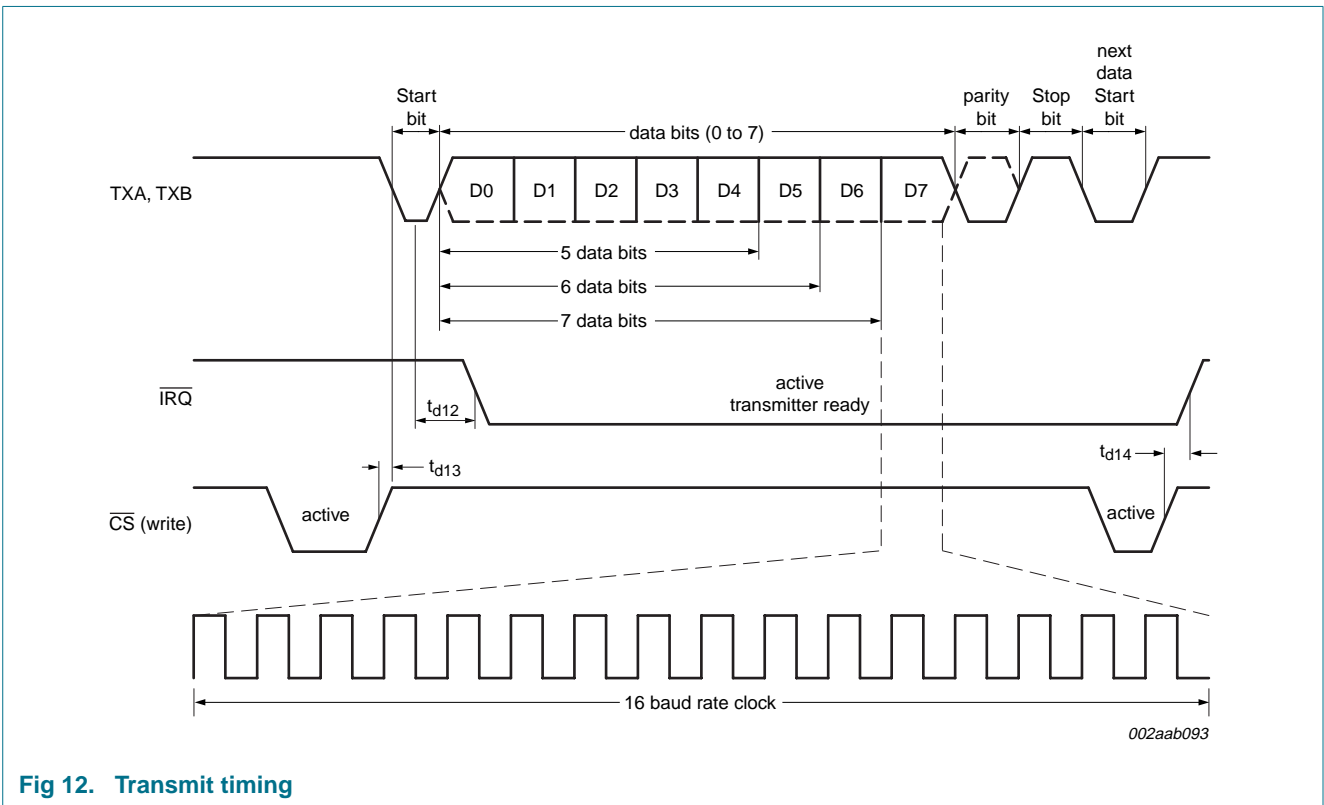 next
data
Start
bit
Start
bit
parity
bit
Stop
bit
data bits (0 to 7)
TXA, TXB
D0
D1
D2
D3
D4
D5
D6
D7
5 data bits
6 data bits
7 data bits
IRQ
active
transmitter ready
td12
td13
td14
CS (write)
active
active
16 baud rate clock
002aab093
Fig 12. Transmit timing